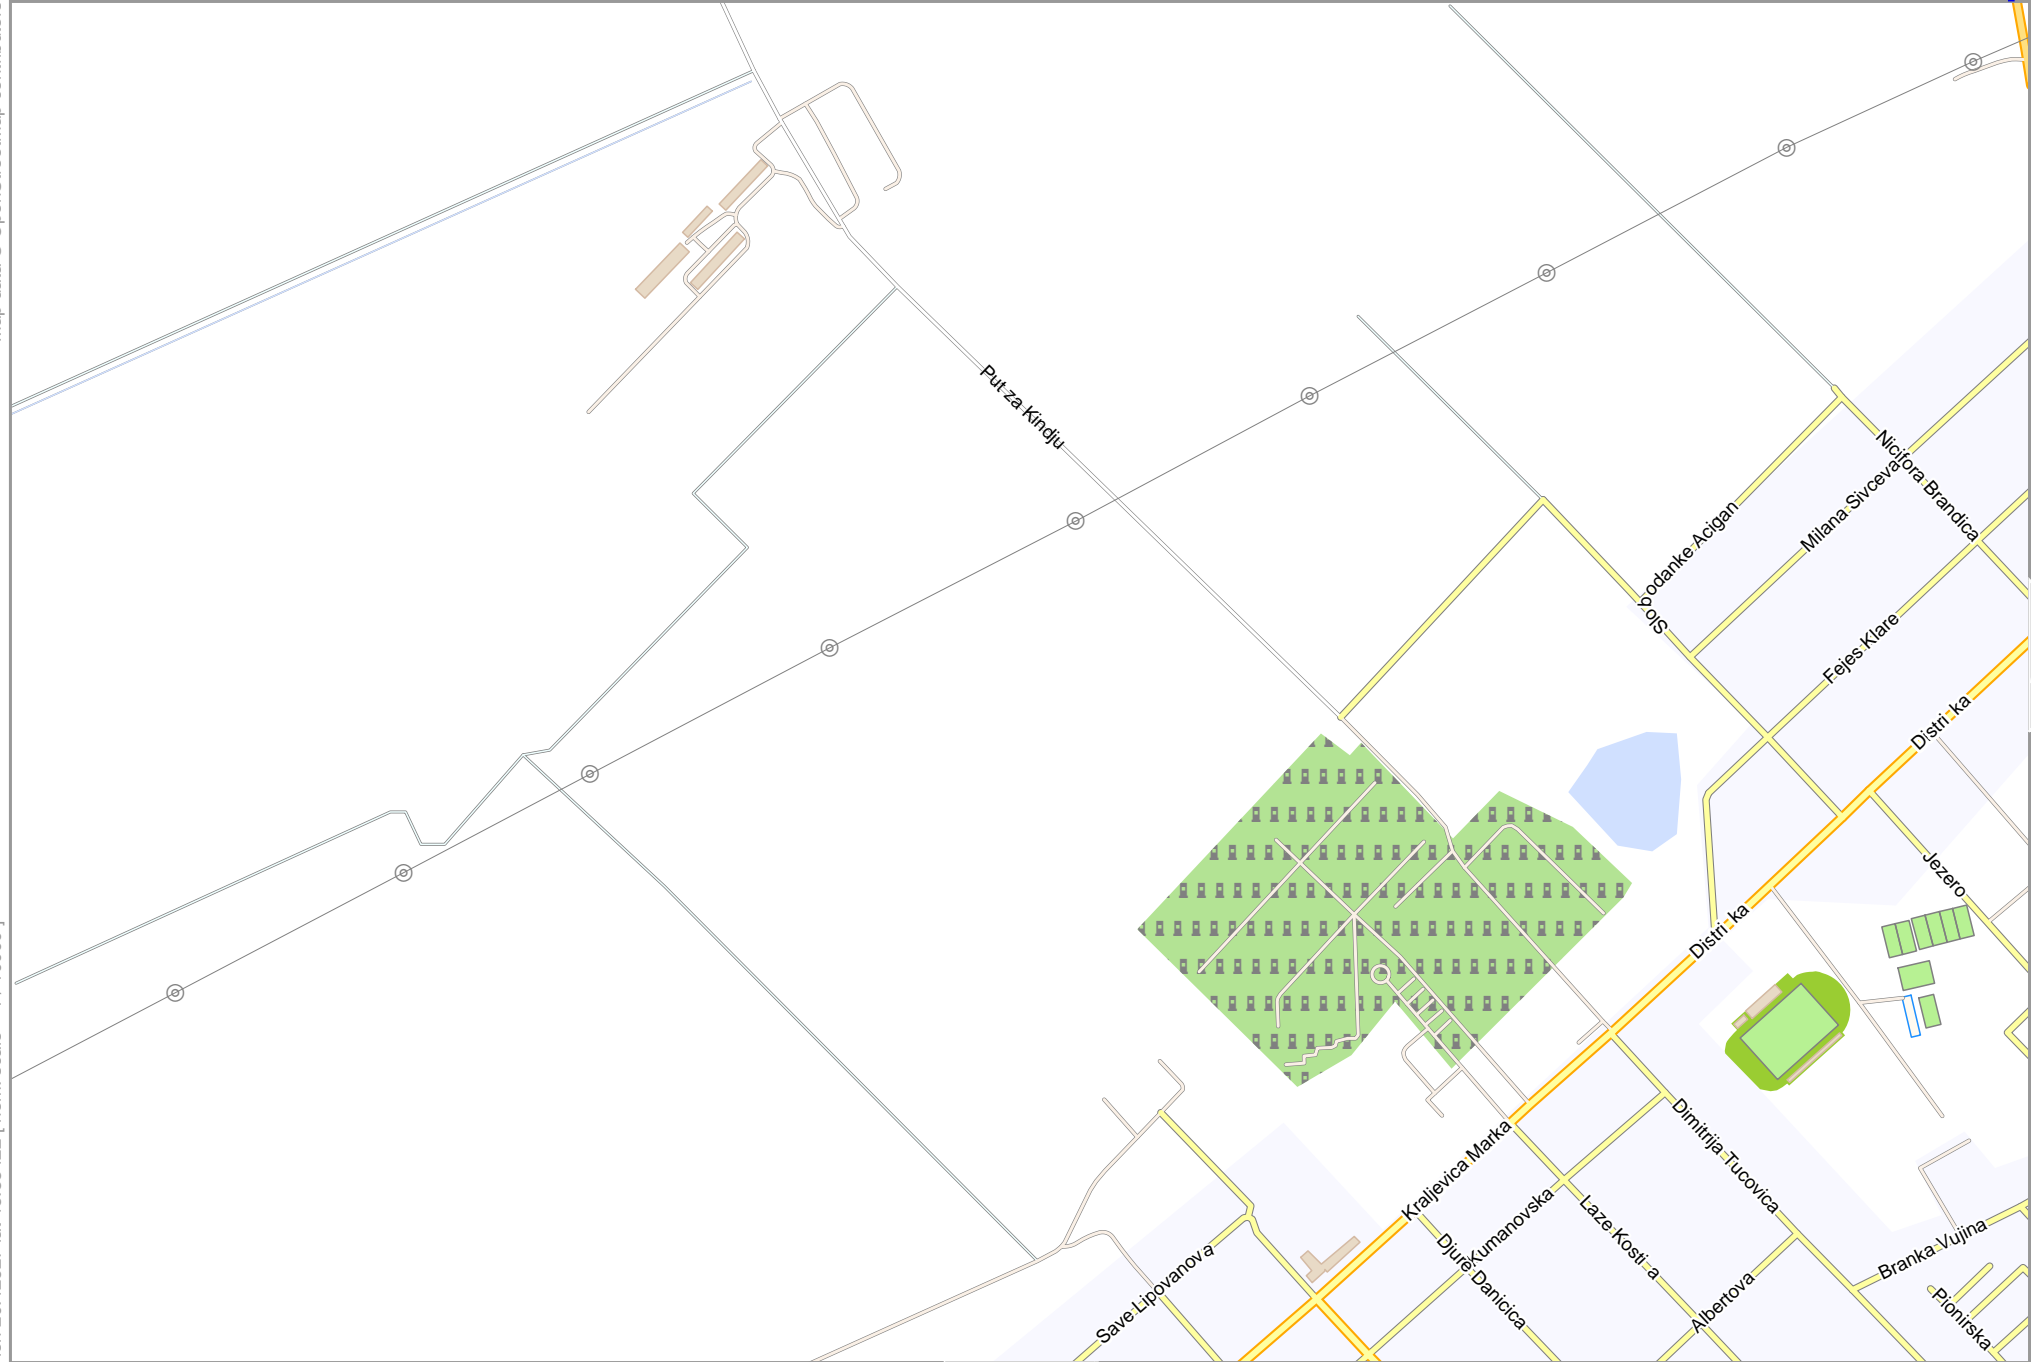 Put za Kindju
Nicifora Brandica
Milana Sivceva
Slobodanke Acigan
Fejes Klare
Distri ka
Jezero
Distri ka
Dimitrija Tucovica
Kraljevica Marka
Kumanovska
Laze Kosti a
Djure Danicica
Save Lipovanova
Albertova
Branka Vujina
Pionirska